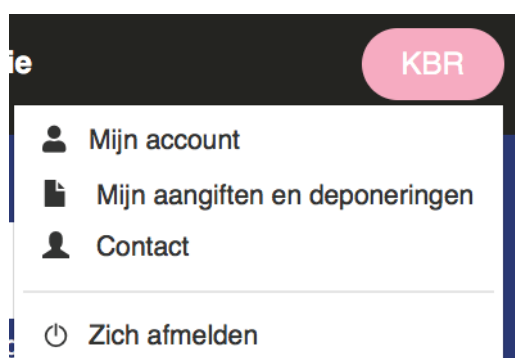 ie
KBR
Mijn account
Mijn aangiften en deponeringen
Contact
Zich afmelden